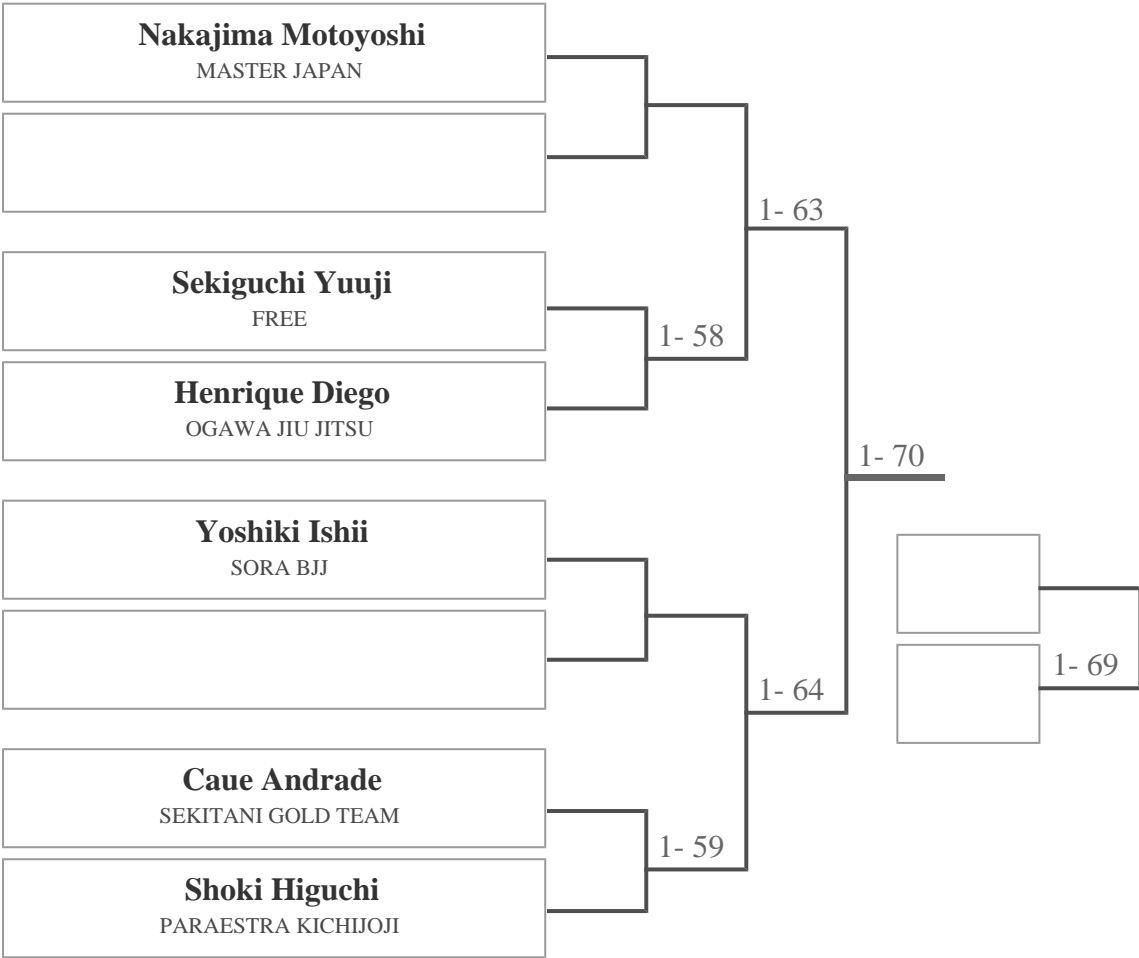 Nakajima Motoyoshi
MASTER JAPAN
1- 63
Sekiguchi Yuuji
FREE
1- 58
Henrique Diego
OGAWA JIU JITSU
1- 70
Yoshiki Ishii
SORA BJJ
1- 69
1- 64
Caue Andrade
SEKITANI GOLD TEAM
1- 59
Shoki Higuchi
PARAESTRA KICHIJOJI